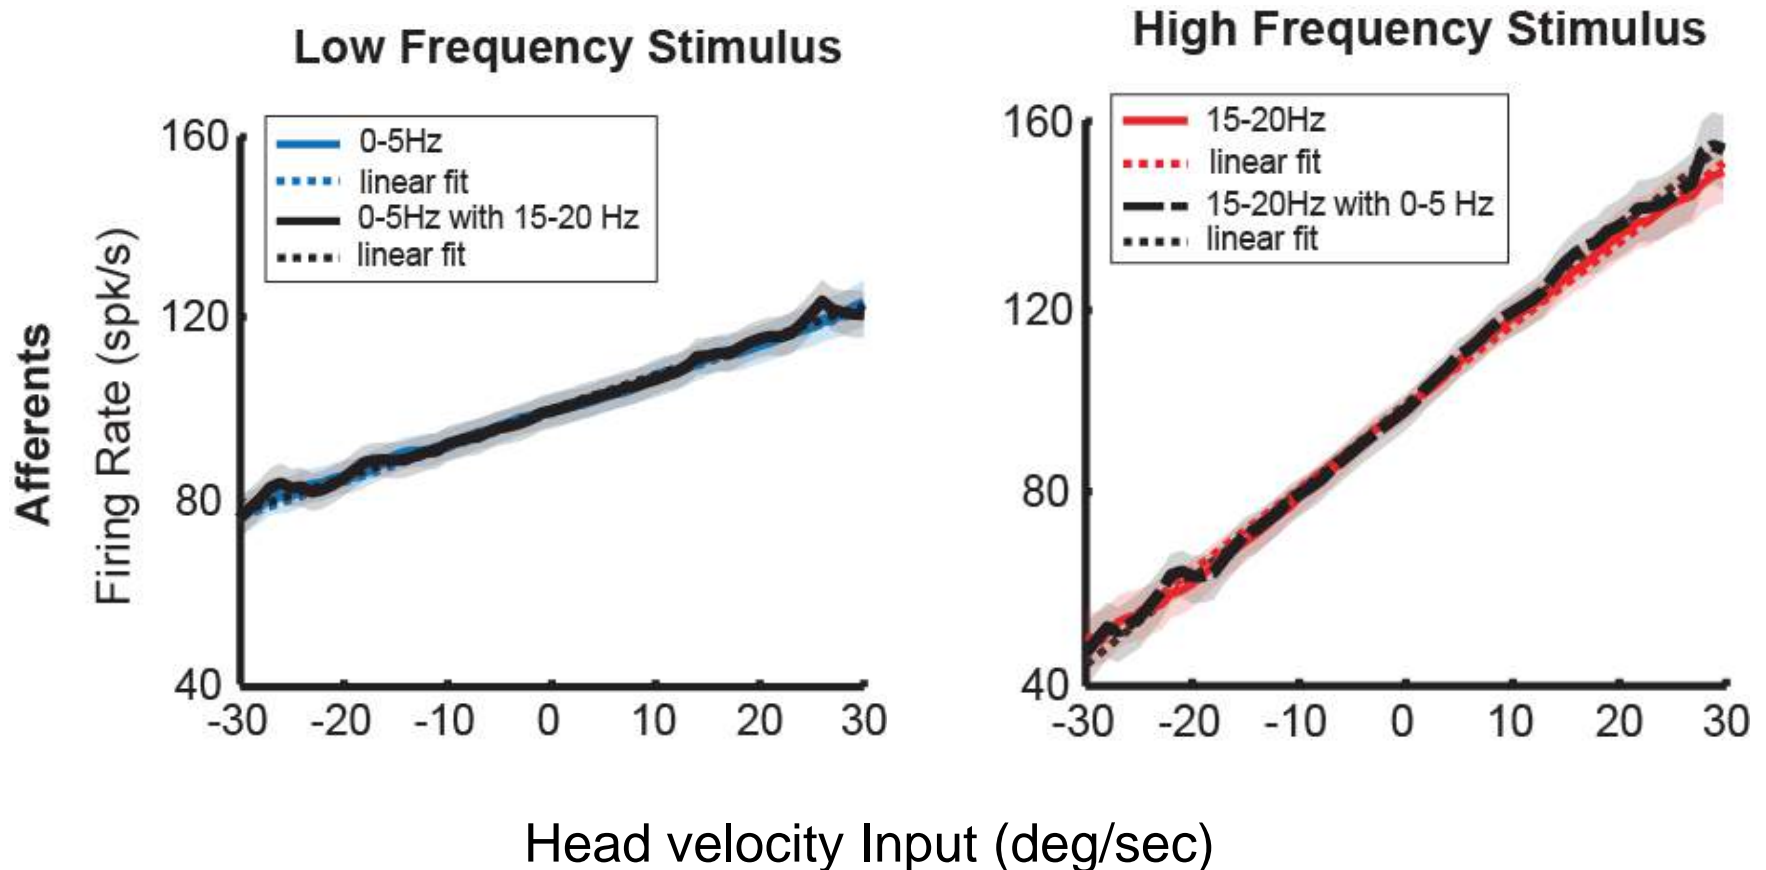 Low Frequency Stimulus
High Frequency Stimulus
0-5Hz
linear fit
0-5Hz with 15-20 Hz
linear fit
15-20Hz
linear fit
15-20Hz with 0-5 Hz
linear fit
Afferents
Firing Rate (spk/s)
160
120
80
40
-30 -20 -10 0 10 20 30
160
120
80
40
-30 -20 -10 0 10 20 30
Head velocity Input (deg/sec)